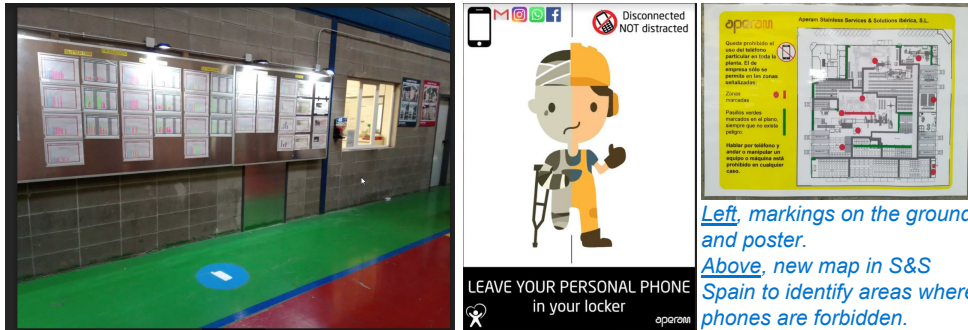 Disconnected
NOT distracted
LEAVE YOUR PERSONAL PHONE
in your locker
aperam
aperam
Aperam Stainless Services & Solutions Ibérica, S.L.
Queda prohibido el
uso del teléfono
particular en toda la
planta. El de
empresa sólo se
permite en las zonas
señalizadas:
Zonas
marcadas
Pasillos verdes
marcados en el plano,
siempre que no exista
peligro.
Hablar por teléfono y
andar o manipular un
equipo o máquina está
prohibido en cualquier
caso.
Left, markings on the ground
and poster.
Above, new map in S&S
Spain to identify areas where
phones are forbidden.